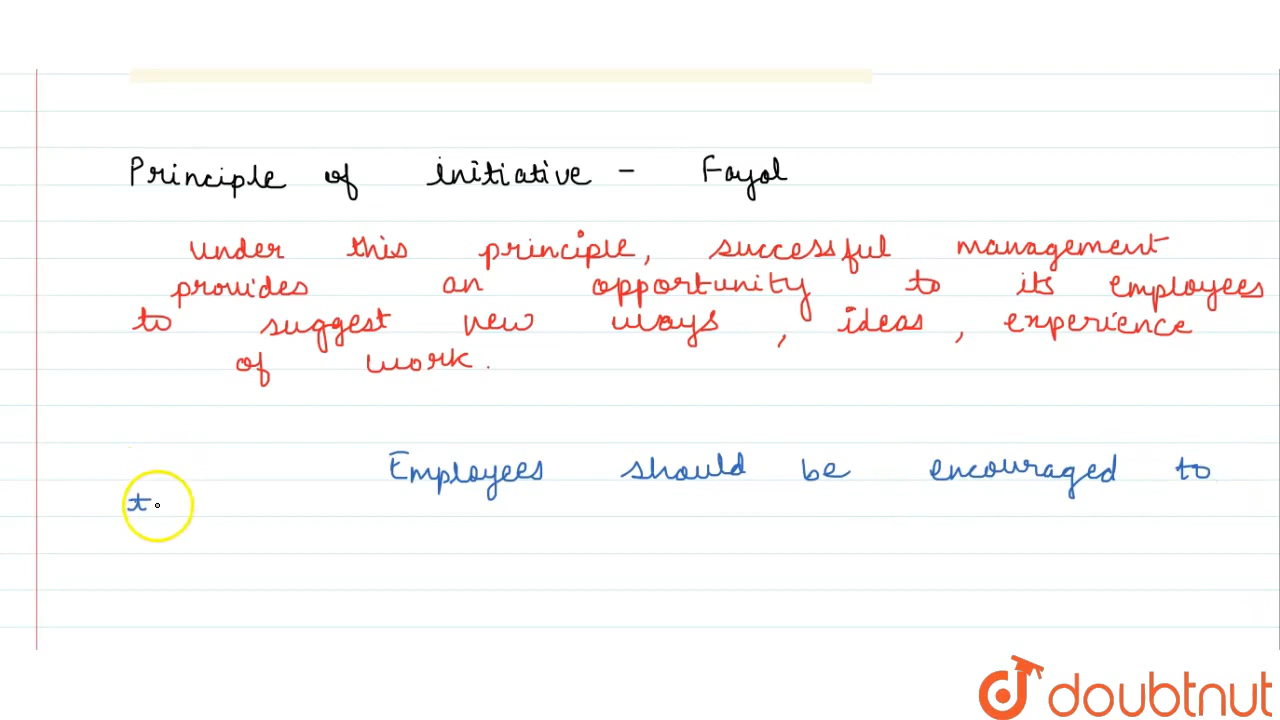 Principle of initiative - Fayol
under this principle, successful management
provides an opportunity to its employees
to suggest new ways, ideas, experience
of work.
Employees should be encouraged to
t
doubtnut